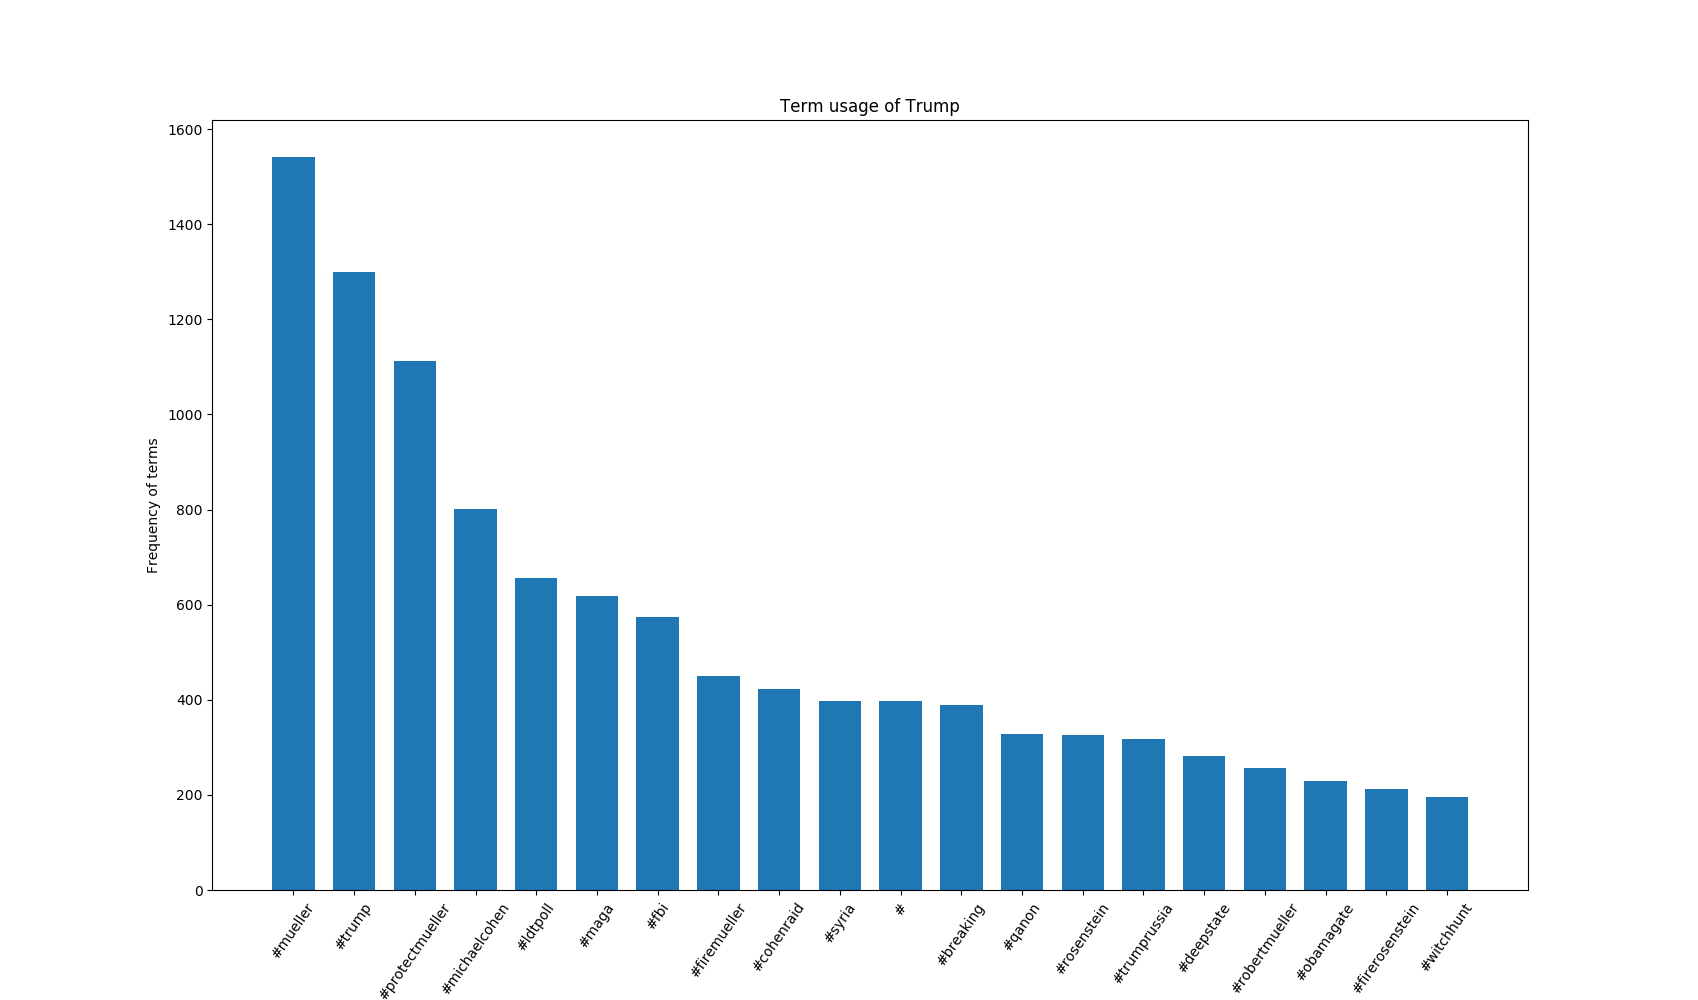 Term usage of Trump
1600
1400
1200
1000
800
600
400
200
0
Frequency of terms
#mueller
#trump
#protectmueller
#michaelcohen
#ldtpoll
#maga
#fbi
#firemueller
#cohenraid
#syria
#
#breaking
#qanon
#rosenstein
#trumprussia
#deepstate
#robertmueller
#obamagate
#firerosenstein
#witchhunt